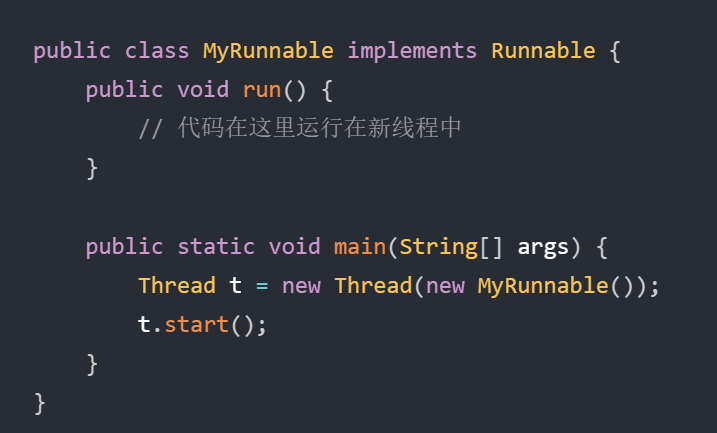 public class MyRunnable implements Runnable {
    public void run() {
        // 代码在这里运行在新线程中
    }

    public static void main(String[] args) {
        Thread t = new Thread(new MyRunnable());
        t.start();
    }
}